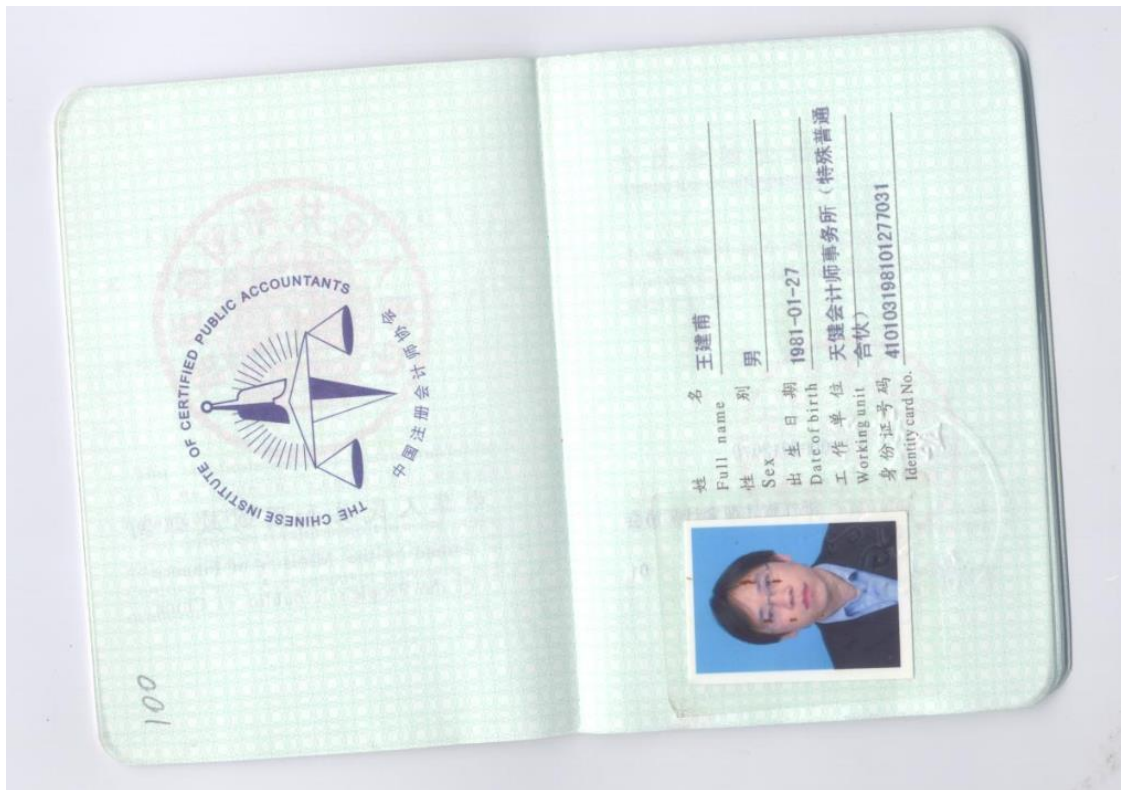 THE CHINESE INSTITUTE OF CERTIFIED PUBLIC ACCOUNTANTS
中国注册会计师协会
001
姓 名 王建甫
Full name
性 别 男
Sex
出 生 日 期 1981-01-27
Date of birth
工 作 单 位 天健会计师事务所（特殊普通
Working unit 合伙）
身 份 证 号 码 410103198101277031
Identity card No.